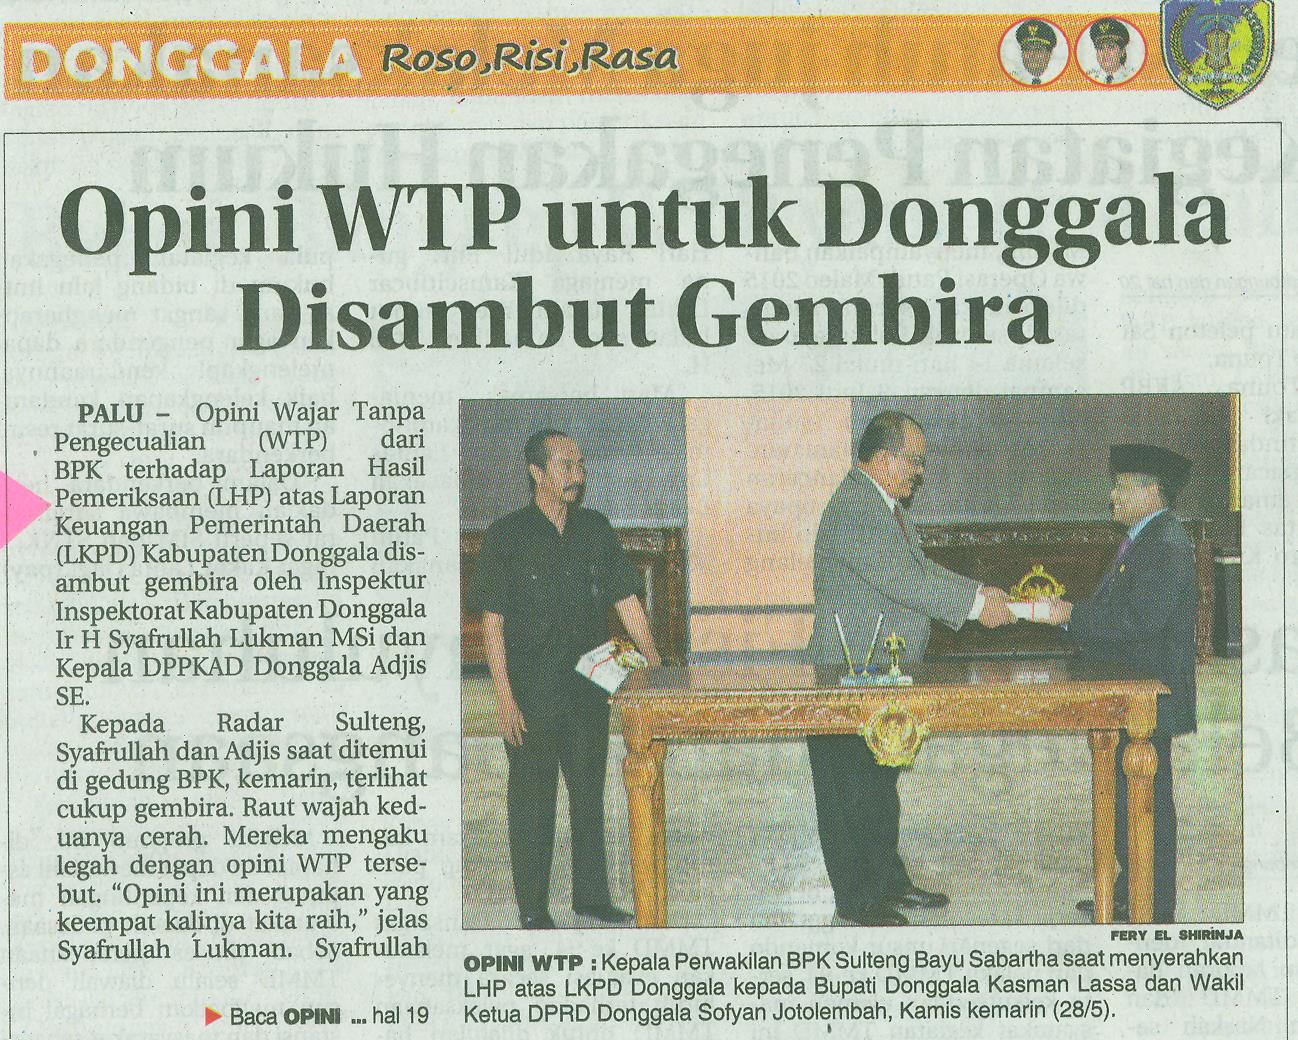 DONGGALA Roso,Risi,Rasa
Opini WTP untuk Donggala
Disambut Gembira
PALU – Opini Wajar Tanpa
Pengecualian (WTP) dari
BPK terhadap Laporan Hasil
Pemeriksaan (LHP) atas Laporan
Keuangan Pemerintah Daerah
(LKPD) Kabupaten Donggala dis-
ambut gembira oleh Inspektur
Inspektorat Kabupaten Donggala
Ir H Syafrullah Lukman MSi dan
Kepala DPPKAD Donggala Adjis
SE.
Kepada Radar Sulteng,
Syafrullah dan Adjis saat ditemui
di gedung BPK, kemarin, terlihat
cukup gembira. Raut wajah ked-
uanya cerah. Mereka mengaku
legah dengan opini WTP terse-
but. “Opini ini merupakan yang
keempat kalinya kita raih,” jelas
Syafrullah Lukman. Syafrullah
Baca OPINI ... hal 19
FERY EL SHIRINJA
OPINI WTP : Kepala Perwakilan BPK Sulteng Bayu Sabartha saat menyerahkan
LHP atas LKPD Donggala kepada Bupati Donggala Kasman Lassa dan Wakil
Ketua DPRD Donggala Sofyan Jotolembah, Kamis kemarin (28/5).